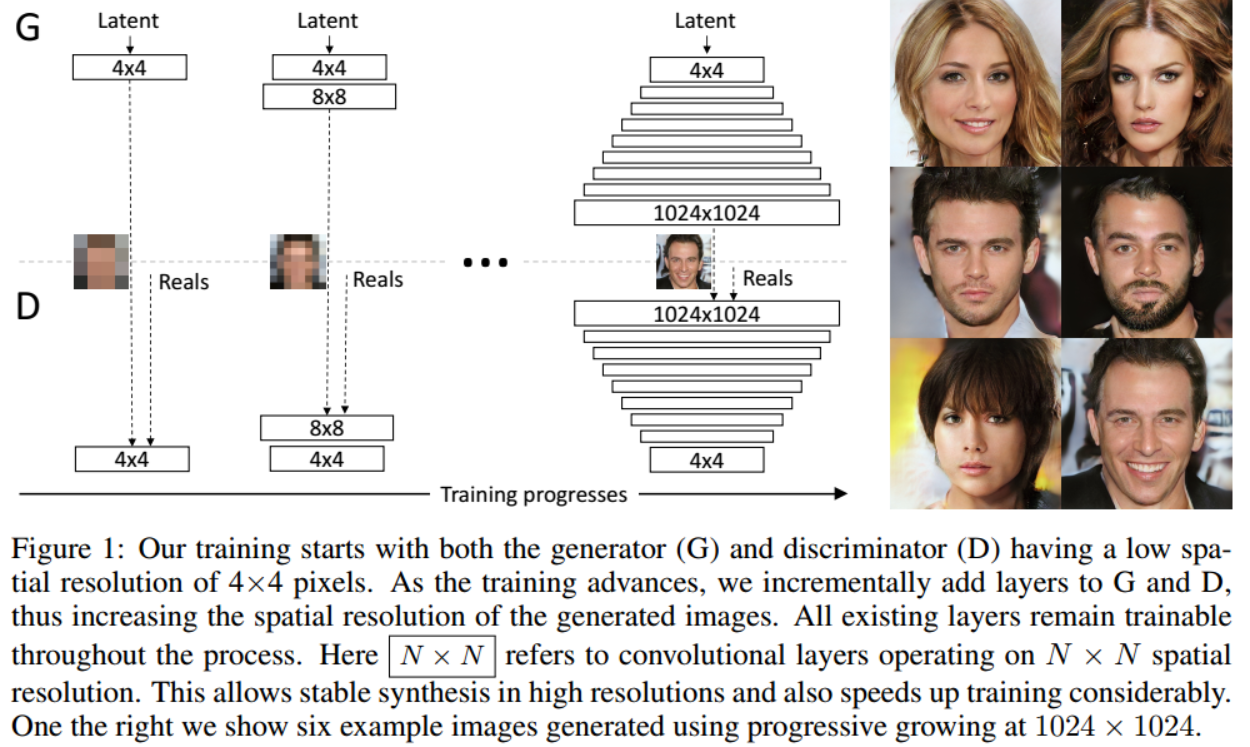 G
Latent
Latent
Latent
4x4
4x4
8x8
4x4
1024x1024
Reals
Reals
Reals
D
1024x1024
8x8
4x4
4x4
4x4
Training progresses
Figure 1: Our training starts with both the generator (G) and discriminator (D) having a low spa-
tial resolution of 4×4 pixels. As the training advances, we incrementally add layers to G and D,
thus increasing the spatial resolution of the generated images. All existing layers remain trainable
throughout the process. Here N × N refers to convolutional layers operating on N × N spatial
resolution. This allows stable synthesis in high resolutions and also speeds up training considerably.
One the right we show six example images generated using progressive growing at 1024 × 1024.